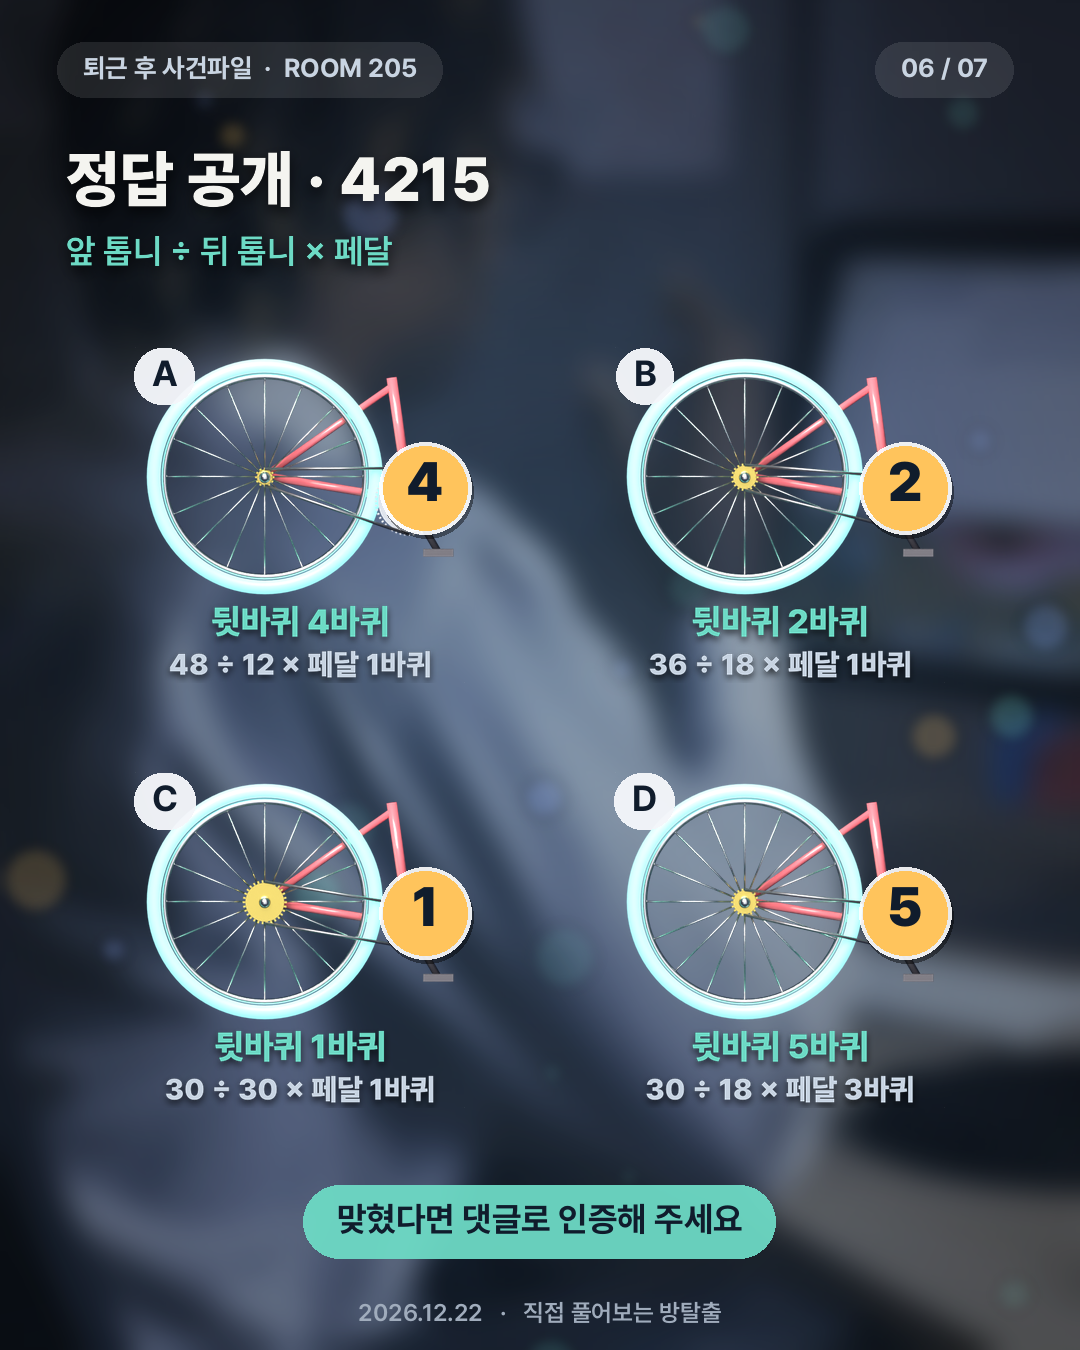 퇴근 후 사건파일 · ROOM 205
06 / 07
정답 공개 · 4215
앞 톱니 ÷ 뒤 톱니 × 페달
A
4
뒷바퀴 4바퀴
48 ÷ 12 × 페달 1바퀴
B
2
뒷바퀴 2바퀴
36 ÷ 18 × 페달 1바퀴
C
1
뒷바퀴 1바퀴
30 ÷ 30 × 페달 1바퀴
D
5
뒷바퀴 5바퀴
30 ÷ 18 × 페달 3바퀴
맞혔다면 댓글로 인증해 주세요
2026.12.22 · 직접 풀어보는 방탈출